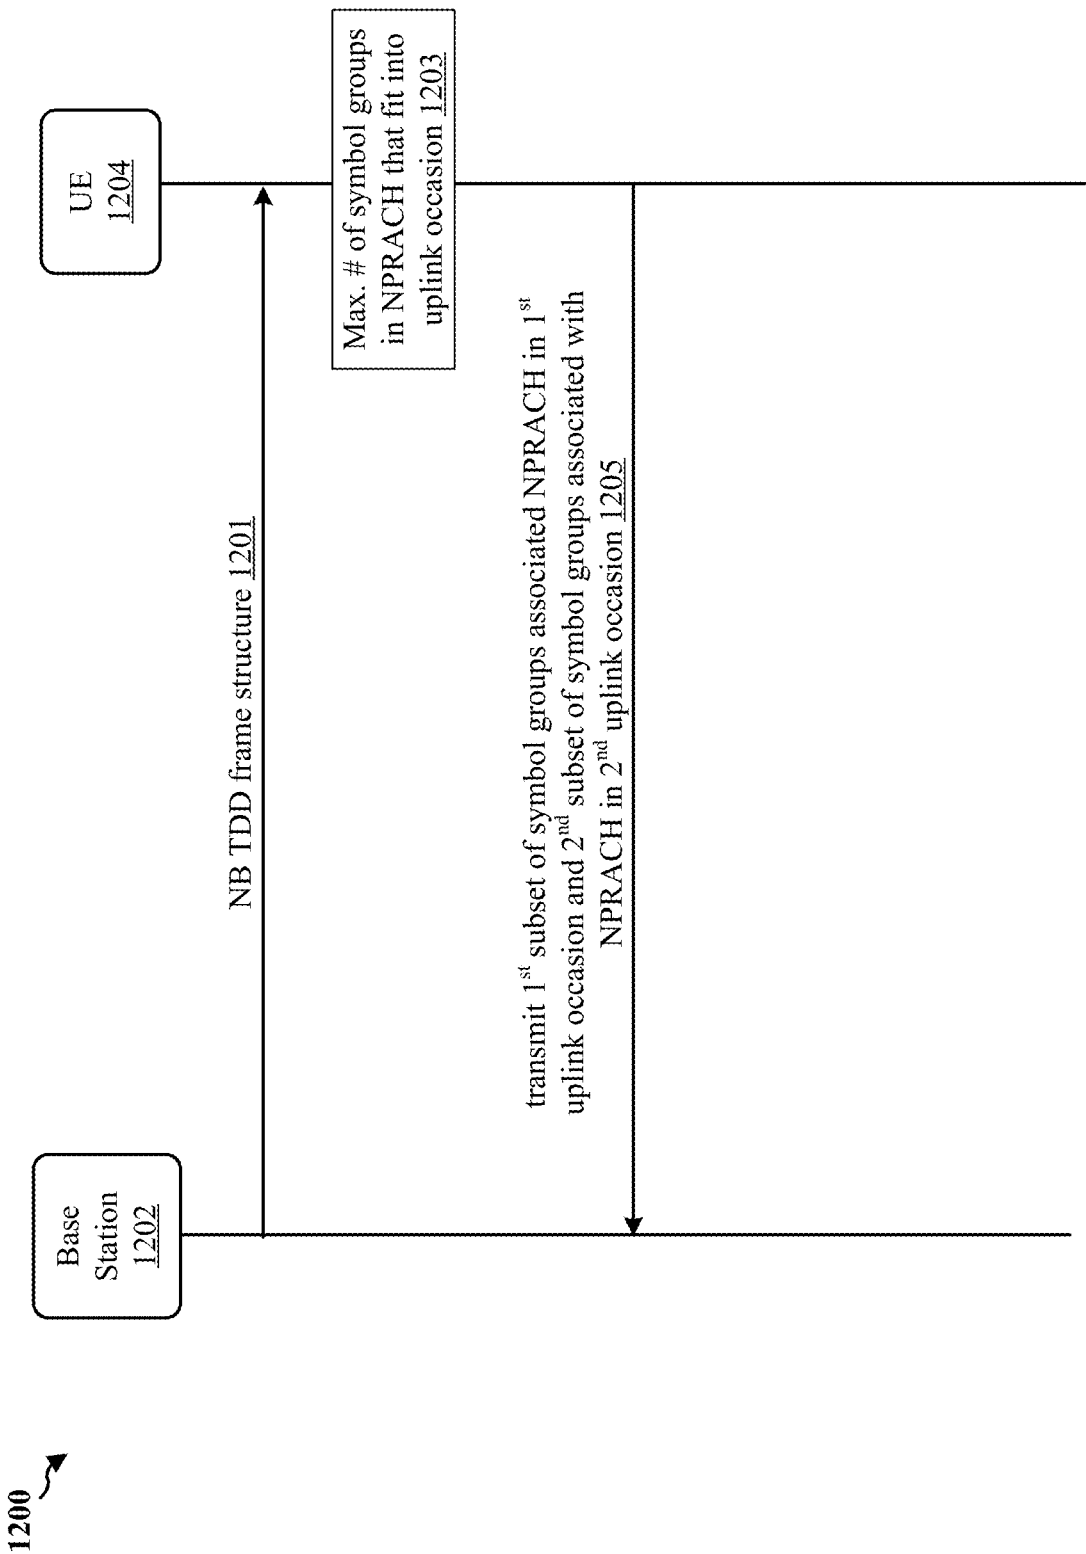 1200
Base
Station
1202
UE
1204
NB TDD frame structure 1201
Max. # of symbol groups
in NPRACH that fit into
uplink occasion 1203
transmit 1st subset of symbol groups associated NPRACH in 1st
uplink occasion and 2nd subset of symbol groups associated with
NPRACH in 2nd uplink occasion 1205